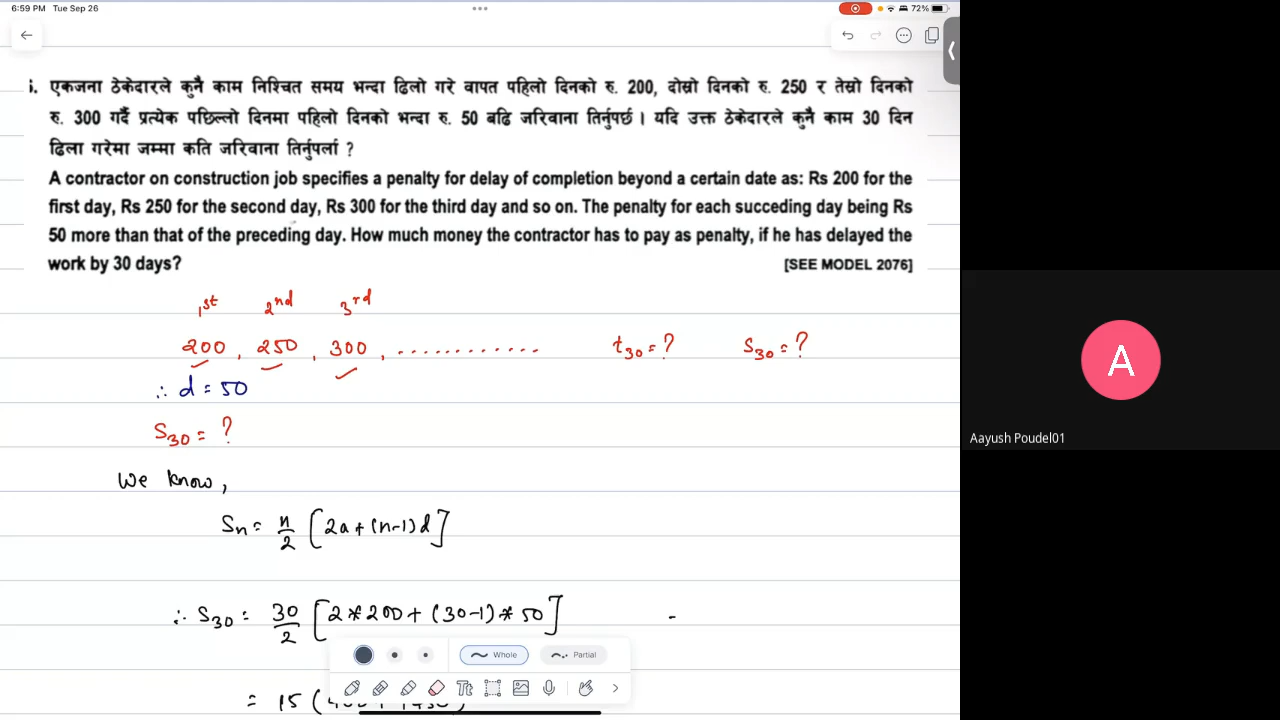 6:59 PM Tue Sep 26
72%
i. एकजना ठेकेदारले कुनै काम निश्चित समय भन्दा ढिलो गरे वापत पहिलो दिनको रु. 200, दोस्रो दिनको रु. 250 र तेस्रो दिनको
रु. 300 गर्दै प्रत्येक पछिल्लो दिनमा पहिलो दिनको भन्दा रु. 50 बढि जरिवाना तिर्नुपर्छ । यदि उक्त ठेकेदारले कुनै काम 30 दिन
ढिला गरेमा जम्मा कति जरिवाना तिर्नुपर्ला ?
A contractor on construction job specifies a penalty for delay of completion beyond a certain date as: Rs 200 for the
first day, Rs 250 for the second day, Rs 300 for the third day and so on. The penalty for each succeding day being Rs
50 more than that of the preceding day. How much money the contractor has to pay as penalty, if he has delayed the
work by 30 days? [SEE MODEL 2076]
1st 2nd 3rd
200, 250, 300, ............. t30 = ? S30 = ?
∴ d = 50
S30 = ?
We know,
Sn = n/2 [2a + (n-1) d]
∴ S30 = 30/2 [2*200 + (30-1) * 50]
Whole Partial
Tt
= 15 (
A
Aayush Poudel01